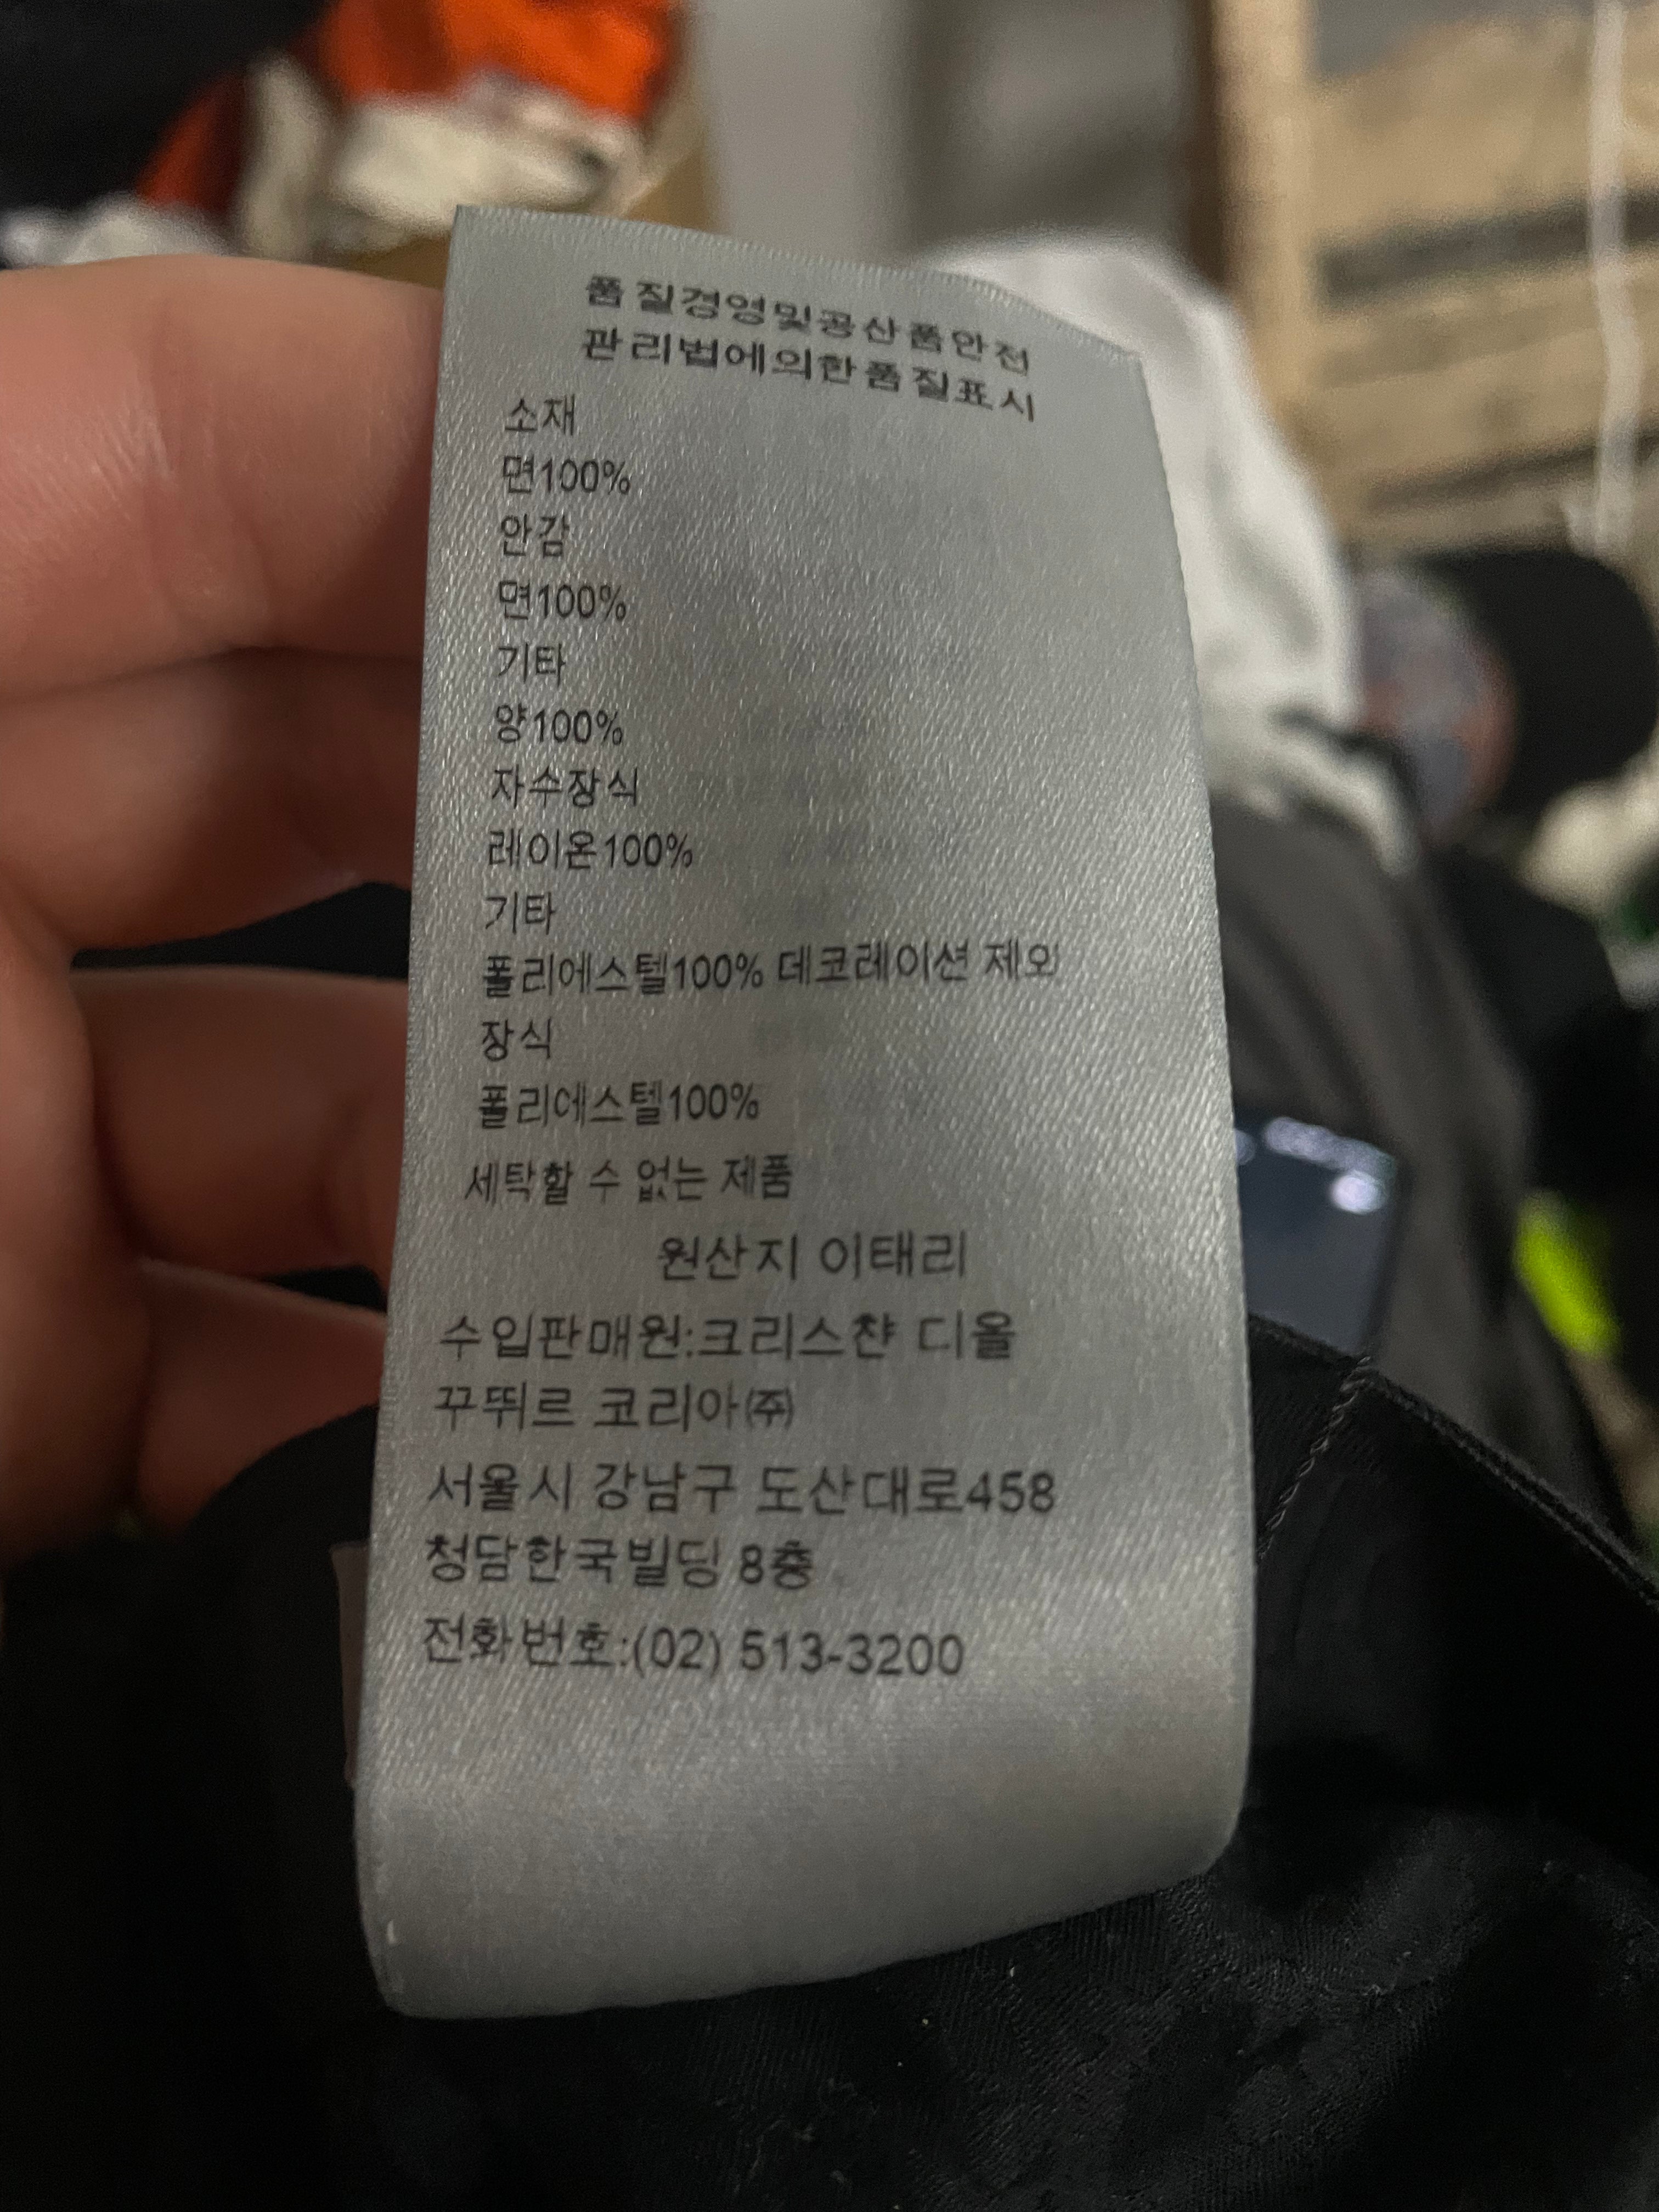 품질경영및공산품안전
관리법에의한품질표시
소재
면100%
안감
면100%
기타
양100%
자수장식
레이온100%
기타
폴리에스텔100% 데코레이션 제외
장식
폴리에스텔100%
세탁할 수 없는 제품
원산지 이태리
수입판매원:크리스챤 디올
꾸뛰르 코리아㈜
서울시 강남구 도산대로458
청담한국빌딩 8층
전화번호:(02) 513-3200